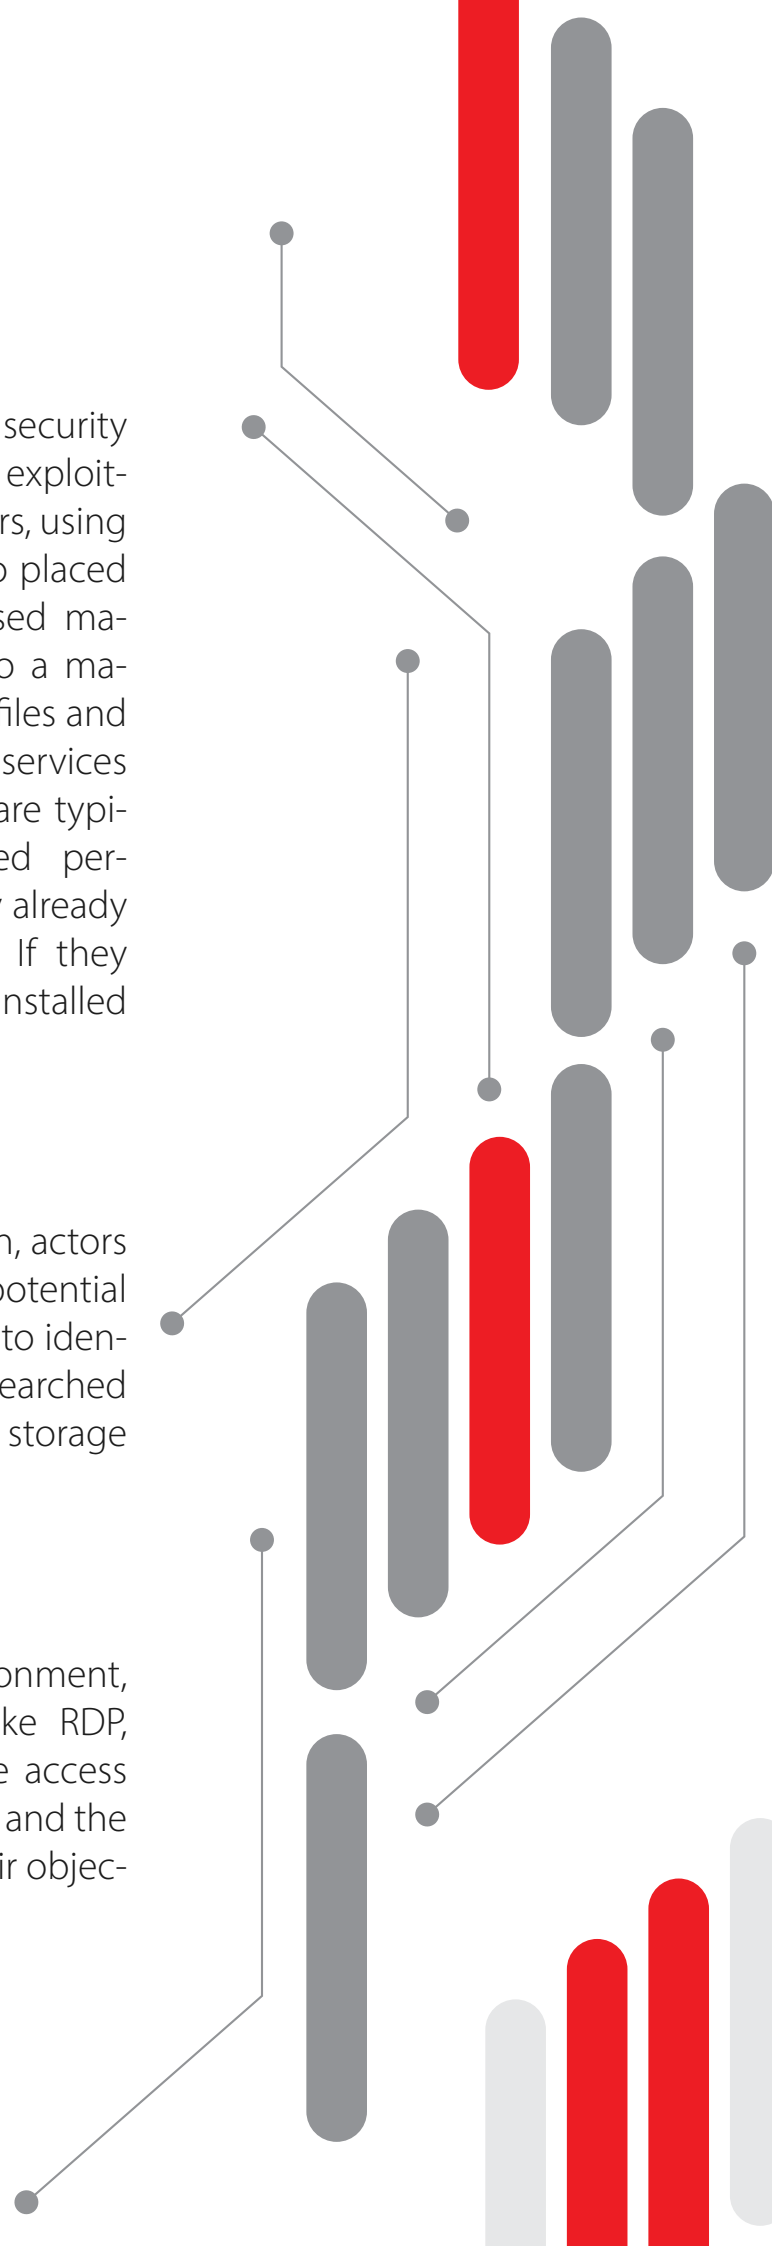 security
exploit-
rs, using
o placed
sed ma-
o a ma-
files and
services
are typi-
ed per-
already
If they
nstalled
n, actors
potential
to iden-
earched
storage
onment,
ke RDP,
e access
and the
ir objec-